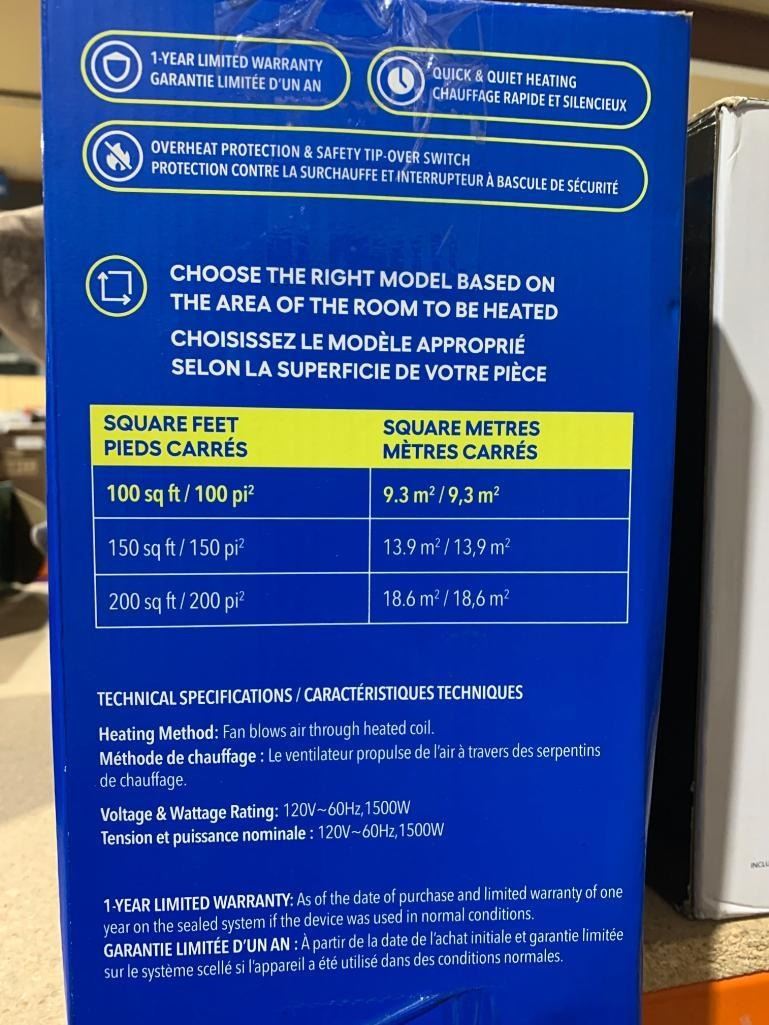 1-YEAR LIMITED WARRANTY
GARANTIE LIMITÉE D'UN AN
QUICK & QUIET HEATING
CHAUFFAGE RAPIDE ET SILENCIEUX
OVERHEAT PROTECTION & SAFETY TIP-OVER SWITCH
PROTECTION CONTRE LA SURCHAUFFE ET INTERRUPTEUR À BASCULE DE SÉCURITÉ
CHOOSE THE RIGHT MODEL BASED ON
THE AREA OF THE ROOM TO BE HEATED
CHOISISSEZ LE MODÈLE APPROPRIÉ
SELON LA SUPERFICIE DE VOTRE PIÈCE
SQUARE FEET
PIEDS CARRÉS
SQUARE METRES
MÈTRES CARRÉS
100 sq ft / 100 pi²
9.3 m² / 9,3 m²
150 sq ft / 150 pi²
13.9 m² / 13,9 m²
200 sq ft / 200 pi²
18.6 m² / 18,6 m²
TECHNICAL SPECIFICATIONS / CARACTÉRISTIQUES TECHNIQUES
Heating Method: Fan blows air through heated coil.
Méthode de chauffage : Le ventilateur propulse de l'air à travers des serpentins
de chauffage.
Voltage & Wattage Rating: 120V~60Hz,1500W
Tension et puissance nominale : 120V~60Hz,1500W
1-YEAR LIMITED WARRANTY: As of the date of purchase and limited warranty of one
year on the sealed system if the device was used in normal conditions.
GARANTIE LIMITÉE D'UN AN : À partir de la date de l'achat initiale et garantie limitée
sur le système scellé si l'appareil a été utilisé dans des conditions normales.